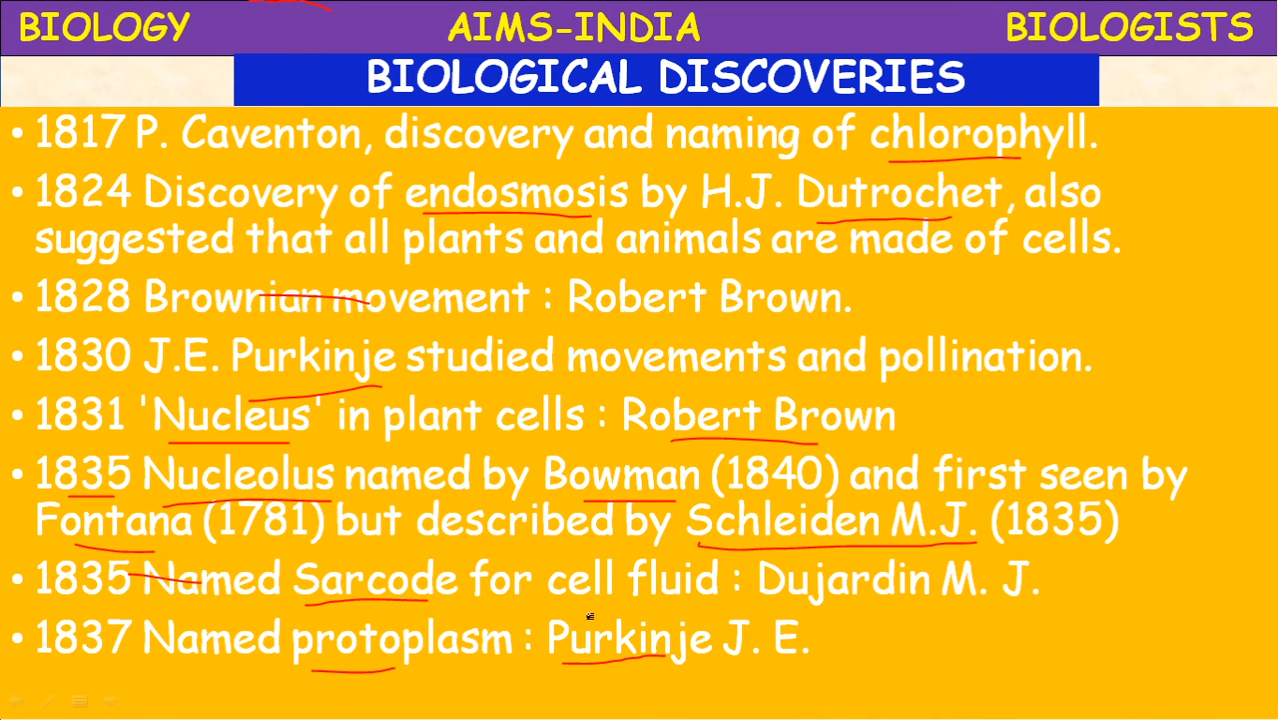 BIOLOGY AIMS-INDIA BIOLOGISTS
BIOLOGICAL DISCOVERIES
• 1817 P. Caventon, discovery and naming of chlorophyll.
• 1824 Discovery of endosmosis by H.J. Dutrochet, also
suggested that all plants and animals are made of cells.
• 1828 Brownian movement : Robert Brown.
• 1830 J.E. Purkinje studied movements and pollination.
• 1831 'Nucleus' in plant cells : Robert Brown
• 1835 Nucleolus named by Bowman (1840) and first seen by
Fontana (1781) but described by Schleiden M.J. (1835)
• 1835 Named Sarcode for cell fluid : Dujardin M. J.
• 1837 Named protoplasm : Purkinje J. E.